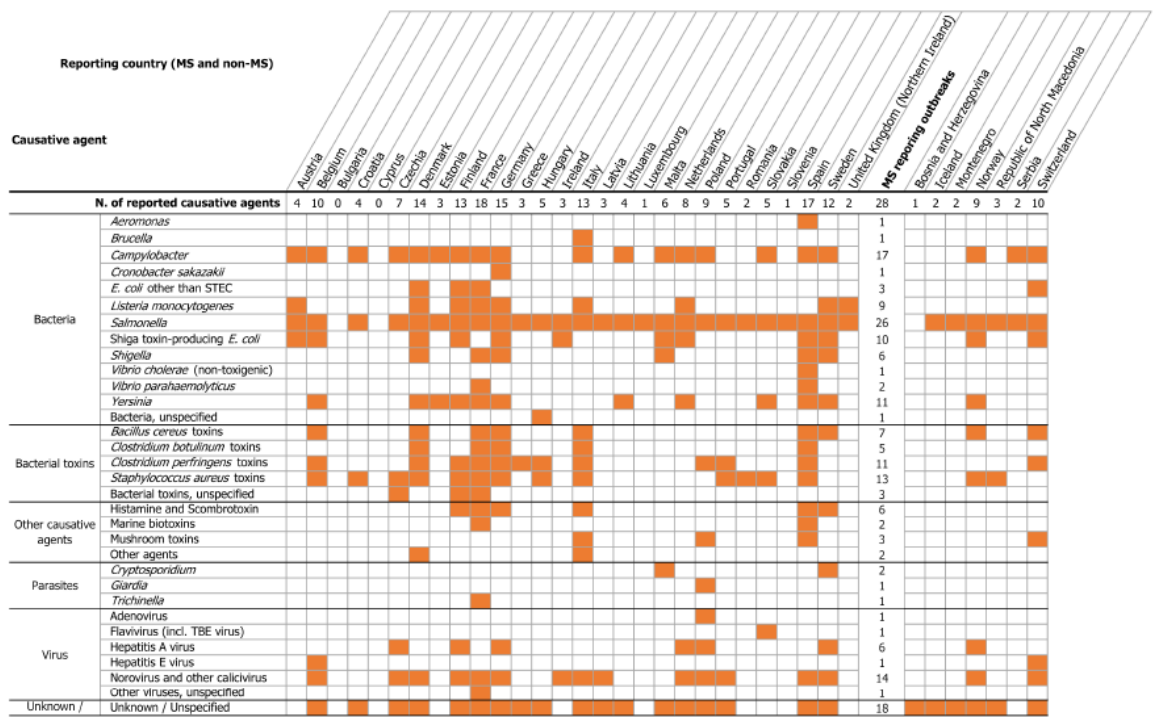 Reporting country (MS and non-MS)
Causative agent
Austria
Belgium
Bulgaria
Croatia
Cyprus
Czechia
Denmark
Estonia
Finland
France
Germany
Greece
Hungary
Ireland
Italy
Latvia
Lithuania
Luxembourg
Malta
Netherlands
Poland
Portugal
Romania
Slovakia
Slovenia
Spain
Sweden
United Kingdom (Northern Ireland)
MS reporting outbreaks
Bosnia and Herzegovina
Iceland
Montenegro
Norway
Republic of North Macedonia
Serbia
Switzerland
N. of reported causative agents 4 10 0 4 0 7 14 3 13 18 15 3 5 3 13 3 4 1 6 8 9 5 2 5 1 17 12 2 28 1 2 2 9 3 2 10
Aeromonas 1
Brucella 1
Campylobacter 17
Cronobacter sakazakii 1
E. coli other than STEC 3
Listeria monocytogenes 9
Bacteria Salmonella 26
Shiga toxin-producing E. coli 10
Shigella 6
Vibrio cholerae (non-toxigenic) 1
Vibrio parahaemolyticus 2
Yersinia 11
Bacteria, unspecified 1
Bacillus cereus toxins 7
Clostridium botulinum toxins 5
Bacterial toxins Clostridium perfringens toxins 11
Staphylococcus aureus toxins 13
Bacterial toxins, unspecified 3
Histamine and Scombrotoxin 6
Other causative agents Marine biotoxins 2
Mushroom toxins 3
Other agents 2
Cryptosporidium 2
Parasites Giardia 1
Trichinella 1
Adenovirus 1
Flavivirus (incl. TBE virus) 1
Virus Hepatitis A virus 6
Hepatitis E virus 1
Norovirus and other calicivirus 14
Other viruses, unspecified 1
Unknown / Unknown / Unspecified 18